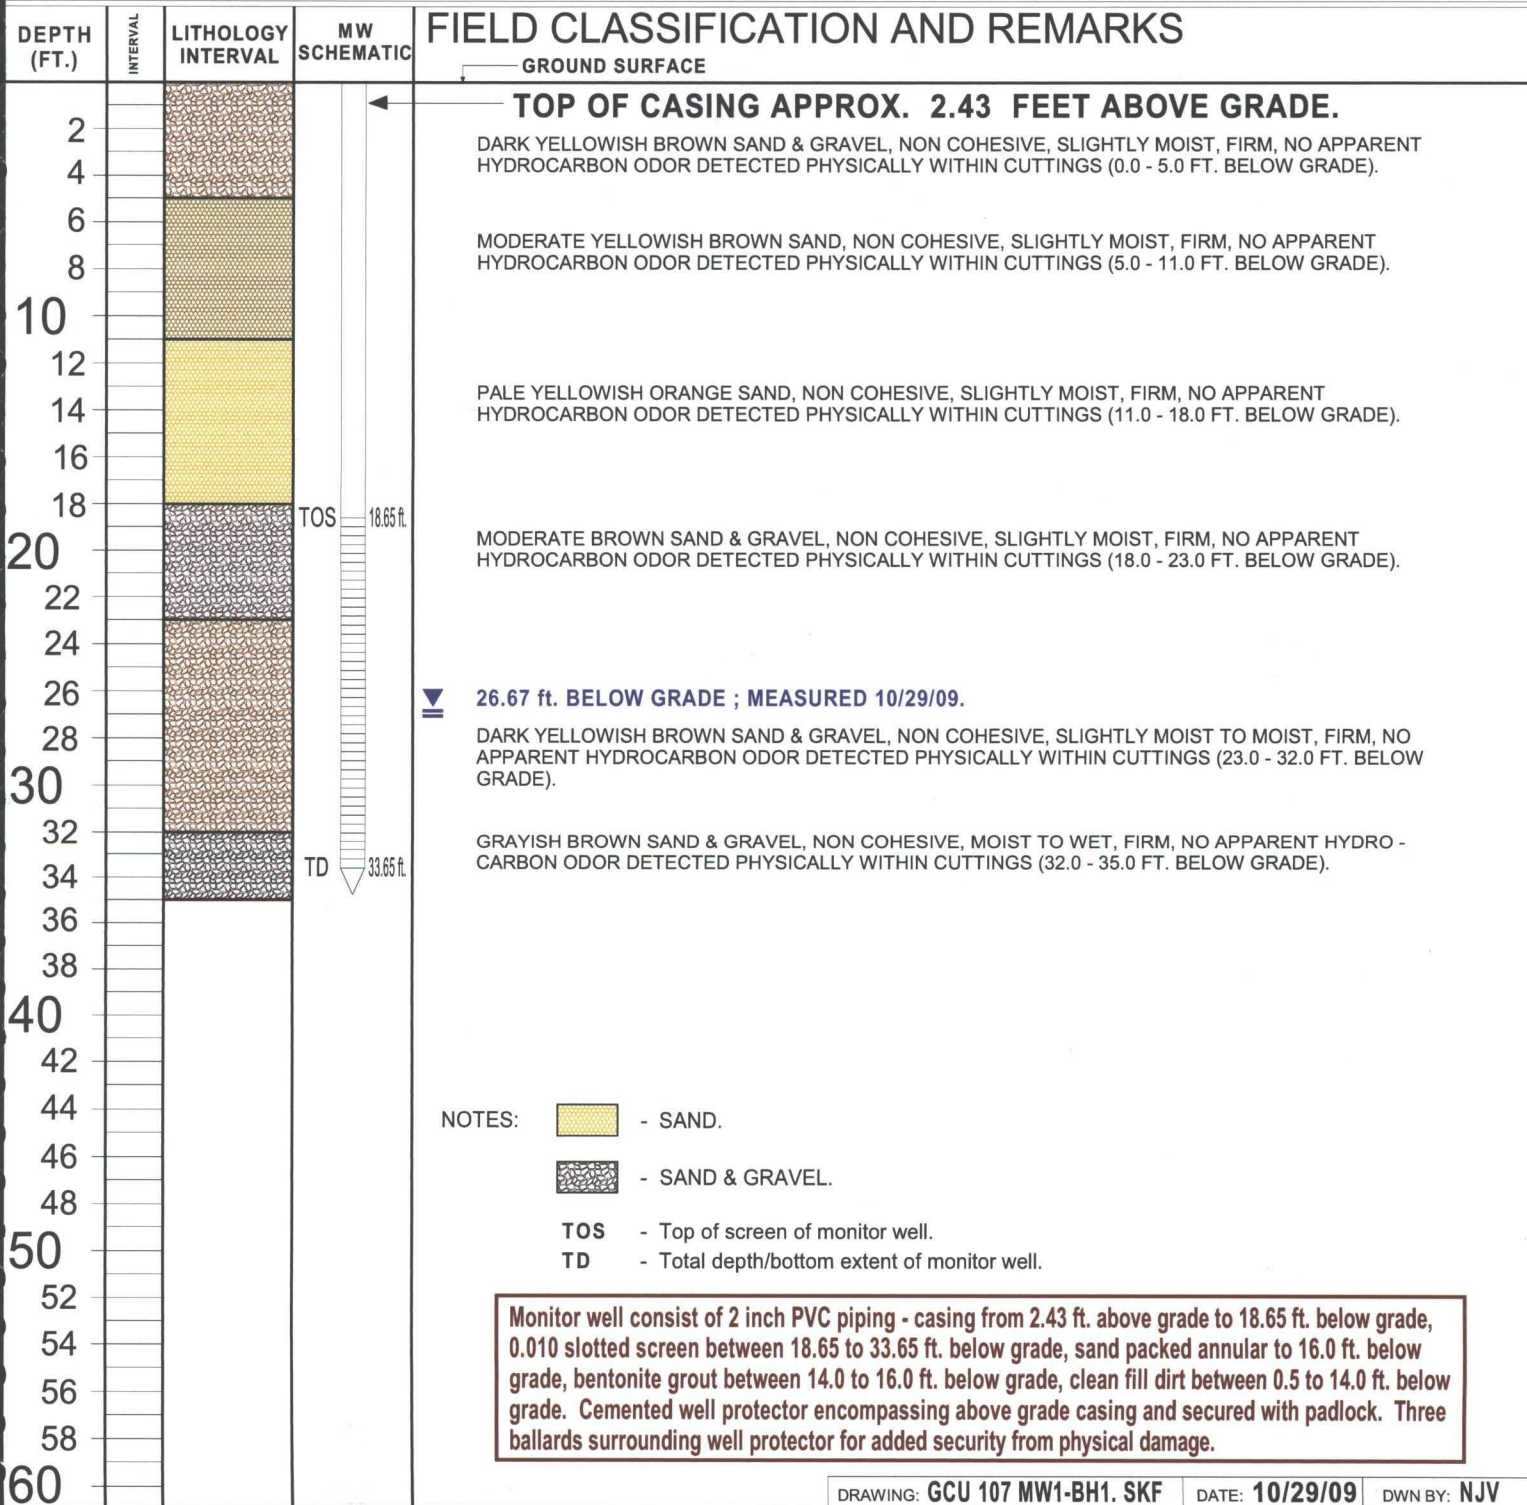 DEPTH (FT.)
INTERVAL
LITHOLOGY INTERVAL
MW SCHEMATIC
FIELD CLASSIFICATION AND REMARKS
GROUND SURFACE
TOP OF CASING APPROX. 2.43 FEET ABOVE GRADE.
2
DARK YELLOWISH BROWN SAND & GRAVEL, NON COHESIVE, SLIGHTLY MOIST, FIRM, NO APPARENT
HYDROCARBON ODOR DETECTED PHYSICALLY WITHIN CUTTINGS (0.0 - 5.0 FT. BELOW GRADE).
4
6
MODERATE YELLOWISH BROWN SAND, NON COHESIVE, SLIGHTLY MOIST, FIRM, NO APPARENT
HYDROCARBON ODOR DETECTED PHYSICALLY WITHIN CUTTINGS (5.0 - 11.0 FT. BELOW GRADE).
8
10
12
PALE YELLOWISH ORANGE SAND, NON COHESIVE, SLIGHTLY MOIST, FIRM, NO APPARENT
HYDROCARBON ODOR DETECTED PHYSICALLY WITHIN CUTTINGS (11.0 - 18.0 FT. BELOW GRADE).
14
16
18
TOS 18.65 ft.
MODERATE BROWN SAND & GRAVEL, NON COHESIVE, SLIGHTLY MOIST, FIRM, NO APPARENT
HYDROCARBON ODOR DETECTED PHYSICALLY WITHIN CUTTINGS (18.0 - 23.0 FT. BELOW GRADE).
20
22
24
26
26.67 ft. BELOW GRADE ; MEASURED 10/29/09.
DARK YELLOWISH BROWN SAND & GRAVEL, NON COHESIVE, SLIGHTLY MOIST TO MOIST, FIRM, NO
APPARENT HYDROCARBON ODOR DETECTED PHYSICALLY WITHIN CUTTINGS (23.0 - 32.0 FT. BELOW
GRADE).
28
30
32
GRAYISH BROWN SAND & GRAVEL, NON COHESIVE, MOIST TO WET, FIRM, NO APPARENT HYDRO -
CARBON ODOR DETECTED PHYSICALLY WITHIN CUTTINGS (32.0 - 35.0 FT. BELOW GRADE).
TD 33.65 ft.
34
36
38
40
42
44
NOTES: - SAND.
46
- SAND & GRAVEL.
48
TOS - Top of screen of monitor well.
50
TD - Total depth/bottom extent of monitor well.
52
Monitor well consist of 2 inch PVC piping - casing from 2.43 ft. above grade to 18.65 ft. below grade,
0.010 slotted screen between 18.65 to 33.65 ft. below grade, sand packed annular to 16.0 ft. below
grade, bentonite grout between 14.0 to 16.0 ft. below grade, clean fill dirt between 0.5 to 14.0 ft. below
grade. Cemented well protector encompassing above grade casing and secured with padlock. Three
ballards surrounding well protector for added security from physical damage.
54
56
58
60
DRAWING: GCU 107 MW1-BH1. SKF DATE: 10/29/09 DWN BY: NJV